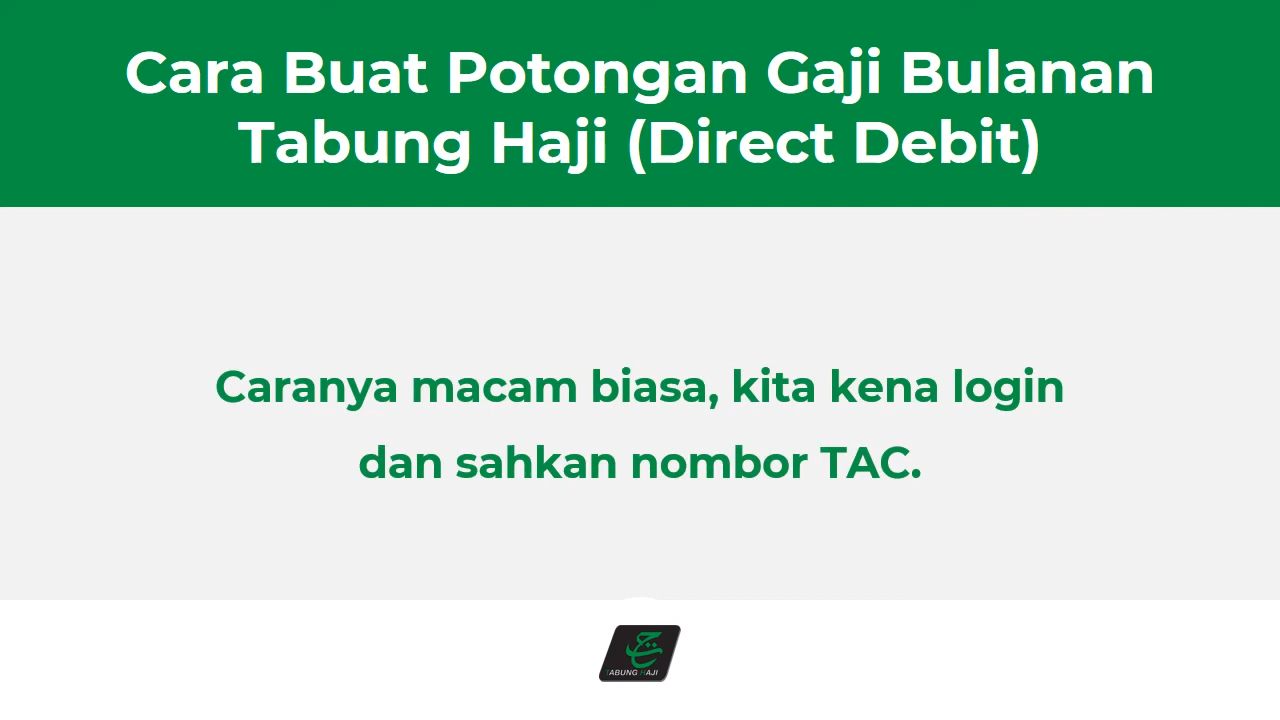 Cara Buat Potongan Gaji Bulanan
Tabung Haji (Direct Debit)
Caranya macam biasa, kita kena login
dan sahkan nombor TAC.
TABUNG HAJI